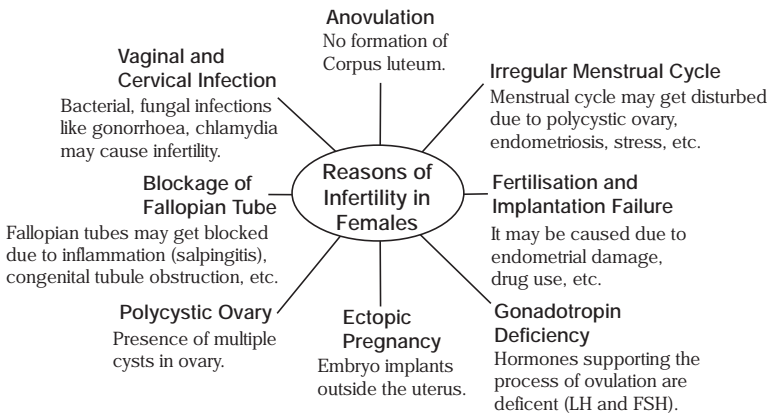 Anovulation
No formation of
Corpus luteum.
Vaginal and
Cervical Infection
Bacterial, fungal infections
like gonorrhoea, chlamydia
may cause infertility.
Irregular Menstrual Cycle
Menstrual cycle may get disturbed
due to polycystic ovary,
endometriosis, stress, etc.
Reasons of
Infertility in
Females
Blockage of
Fallopian Tube
Fallopian tubes may get blocked
due to inflammation (salpingitis),
congenital tubule obstruction, etc.
Fertilisation and
Implantation Failure
It may be caused due to
endometrial damage,
drug use, etc.
Polycystic Ovary
Presence of multiple
cysts in ovary.
Ectopic
Pregnancy
Embryo implants
outside the uterus.
Gonadotropin
Deficiency
Hormones supporting the
process of ovulation are
deficent (LH and FSH).